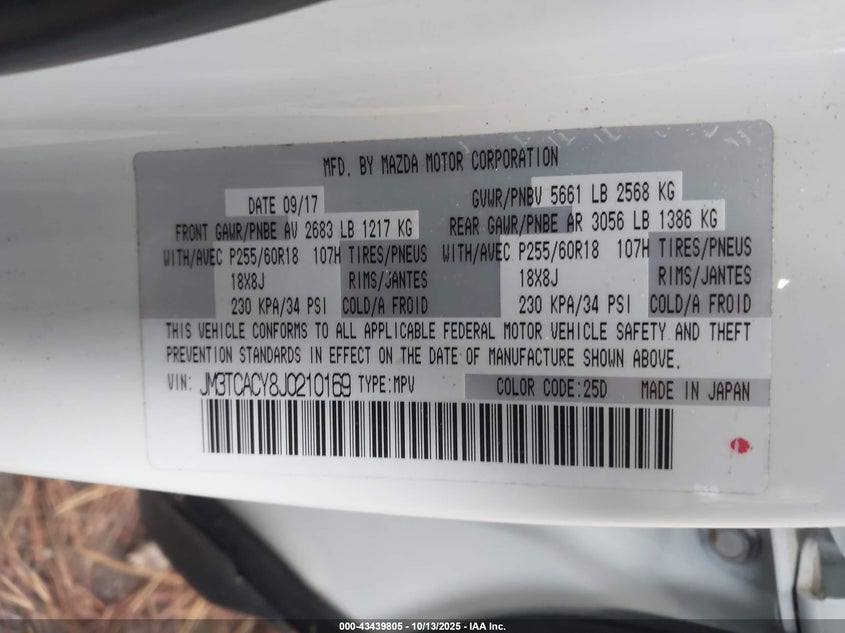 MFD. BY MAZDA MOTOR CORPORATION
DATE 09/17 GVWR/PNBV 5661 LB 2568 KG
FRONT GAWR/PNBE AV 2683 LB 1217 KG REAR GAWR/PNBE AR 3056 LB 1386 KG
WITH/AVEC P255/60R18 107H TIRES/PNEUS WITH/AVEC P255/60R18 107H TIRES/PNEUS
18X8J RIMS/JANTES 18X8J RIMS/JANTES
230 KPA/34 PSI COLD/A FROID 230 KPA/34 PSI COLD/A FROID
THIS VEHICLE CONFORMS TO ALL APPLICABLE FEDERAL MOTOR VEHICLE SAFETY AND THEFT
PREVENTION STANDARDS IN EFFECT ON THE DATE OF MANUFACTURE SHOWN ABOVE.
VIN: JM3TCACY8J0210169 TYPE:MPV COLOR CODE:25D MADE IN JAPAN
000-43439805 - 10/13/2025 - IAA Inc.